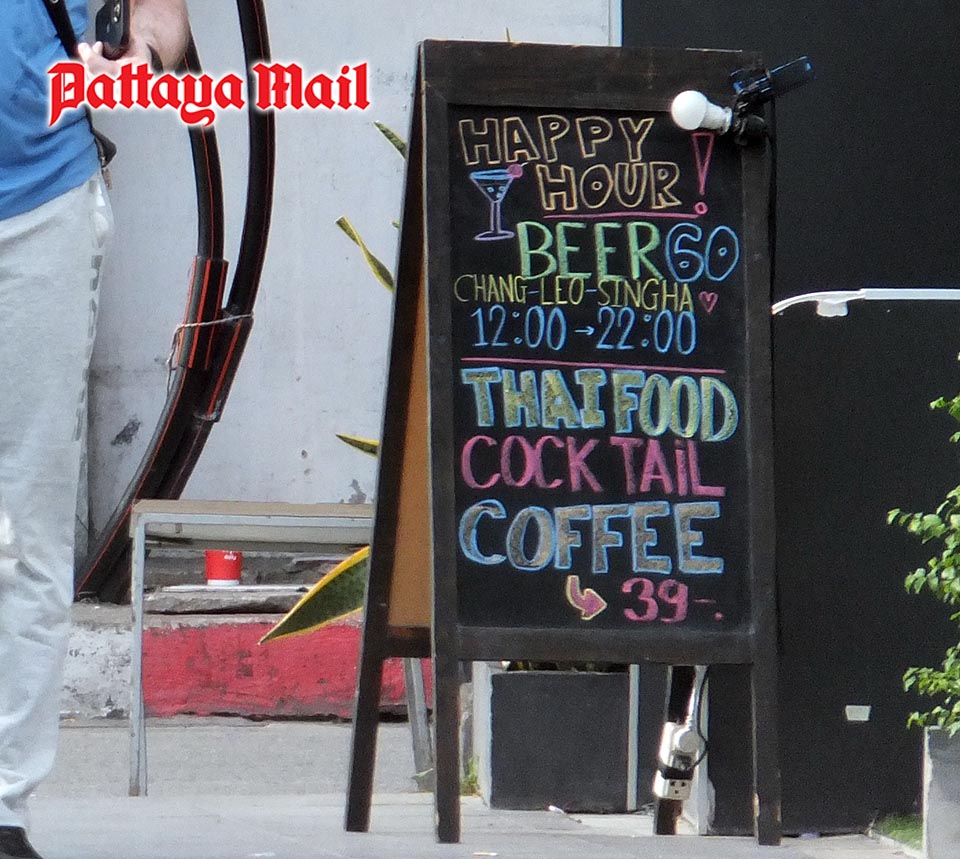 Pattaya Mail
HAPPY
HOUR!
BEER 60
CHANG-LEO-SINGHA ♥
12:00→22:00
THAI FOOD
COCKTAiL
COFFEE
→ 39-.